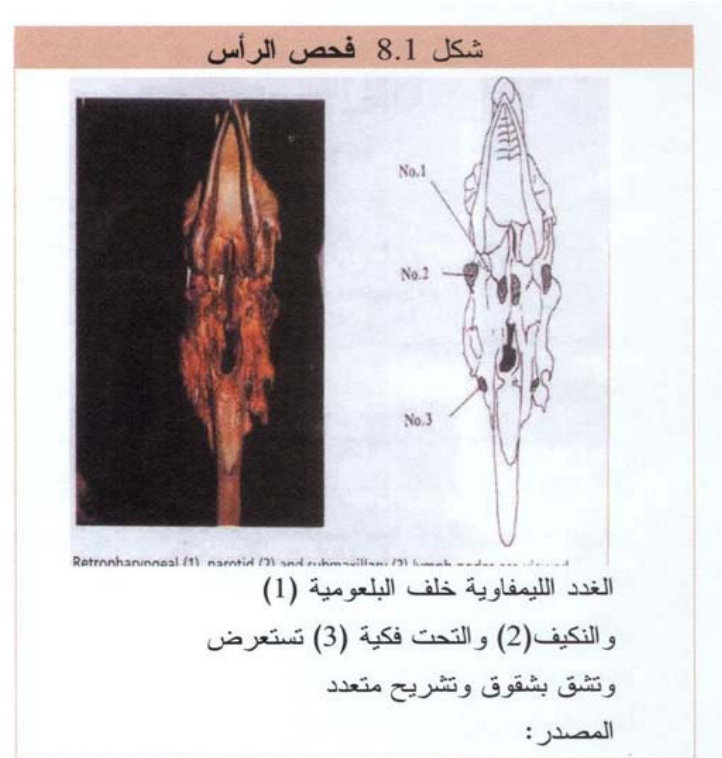 شكل 8.1 فحص الرأس
No.1
No.2
No.3
Retropharyngeal (1), parotid (2) and submaxillary (3) lymph nodes are viewed
الغدد الليمفاوية خلف البلعومية (1)
والنكيف(2) والتحت فكية (3) تستعرض
وتشق بشقوق وتشريح متعدد
المصدر: